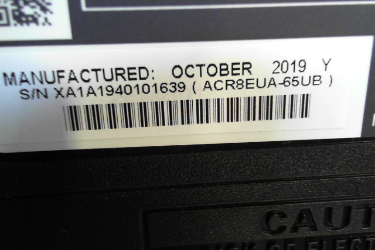 MANUFACTURED: OCTOBER 2019 Y
S/N XA1A1940101639 ( ACR8EUA-65UB )
CAUT